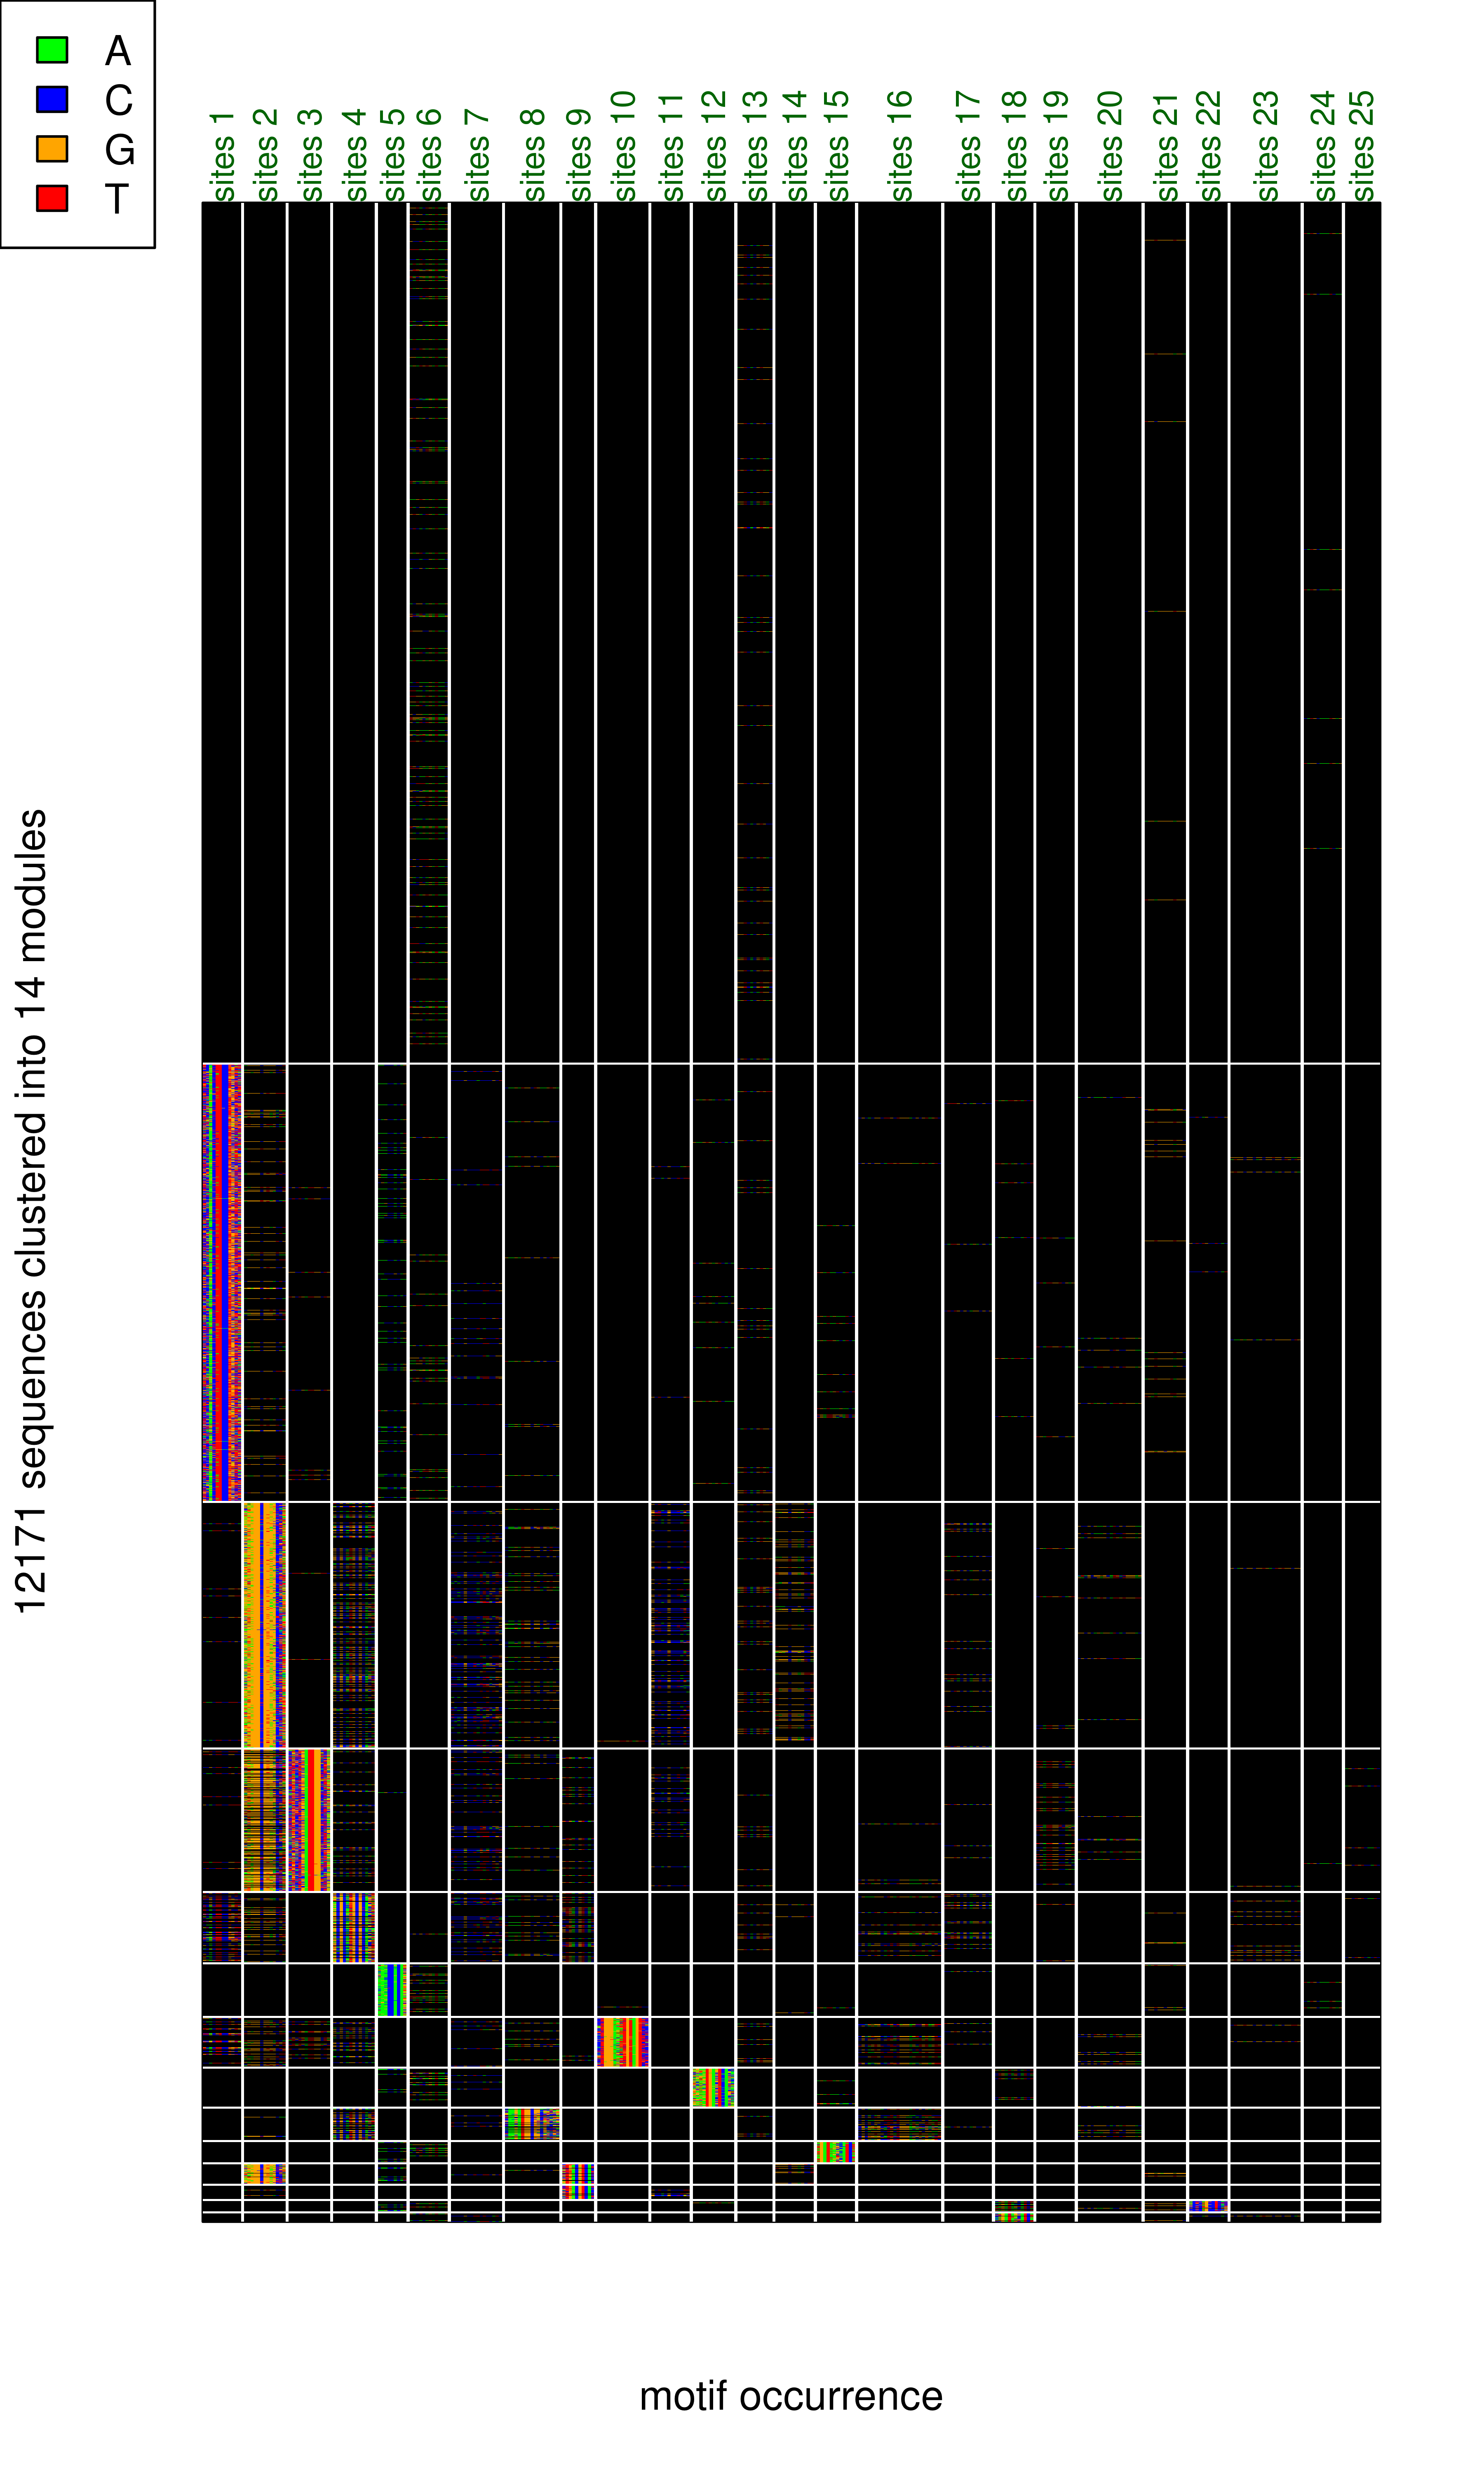 A
C
G
T
sites 1
sites 2
sites 3
sites 4
sites 5
sites 6
sites 7
sites 8
sites 9
sites 10
sites 11
sites 12
sites 13
sites 14
sites 15
sites 16
sites 17
sites 18
sites 19
sites 20
sites 21
sites 22
sites 23
sites 24
sites 25
12171 sequences clustered into 14 modules
motif occurrence